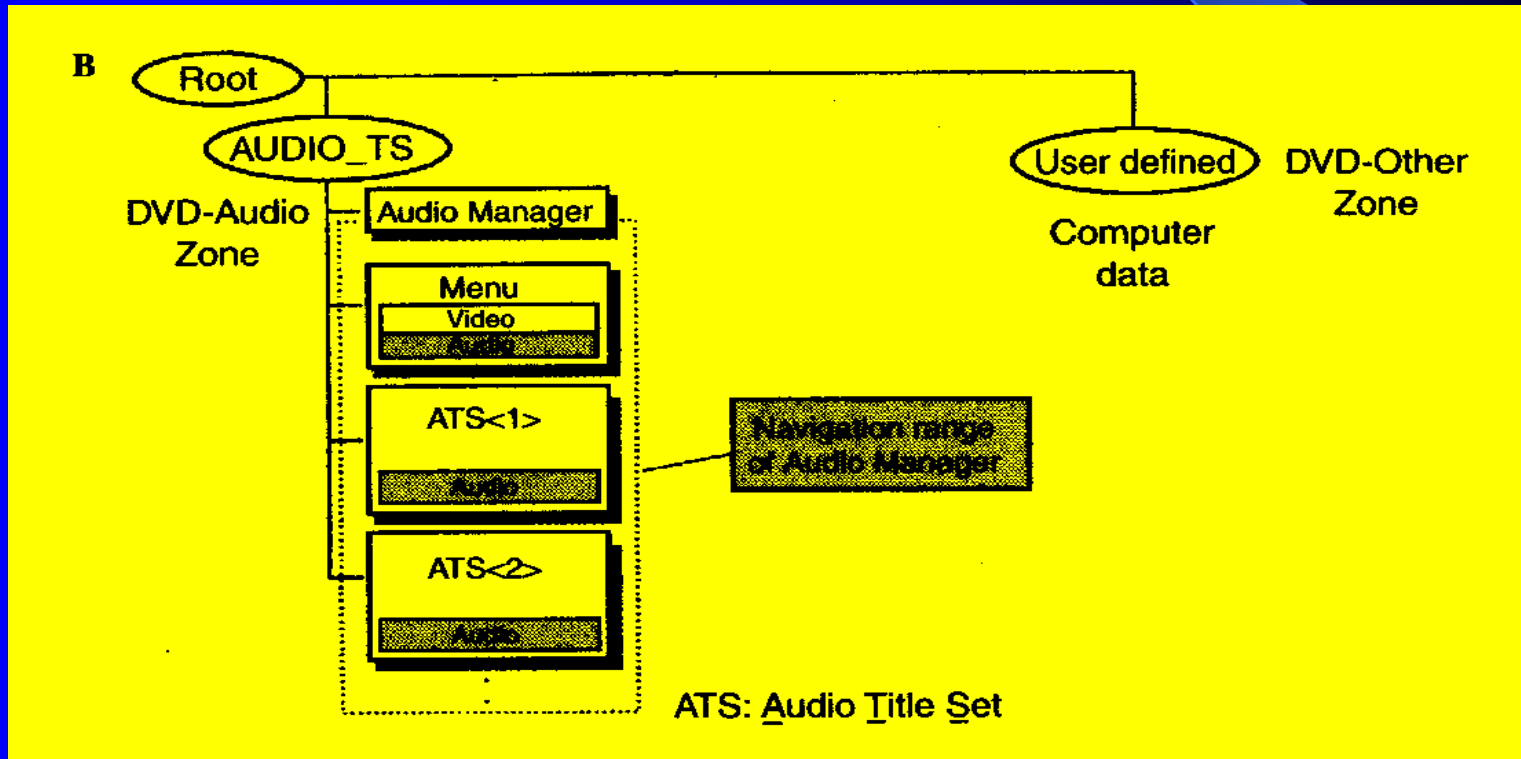 B
Root
AUDIO_TS
User defined
DVD-Other
Zone
DVD-Audio
Zone
Audio Manager
Computer
data
Menu
Video
Audio
ATS<1>
Audio
Navigation range
of Audio Manager
ATS<2>
Audio
ATS: Audio Title Set